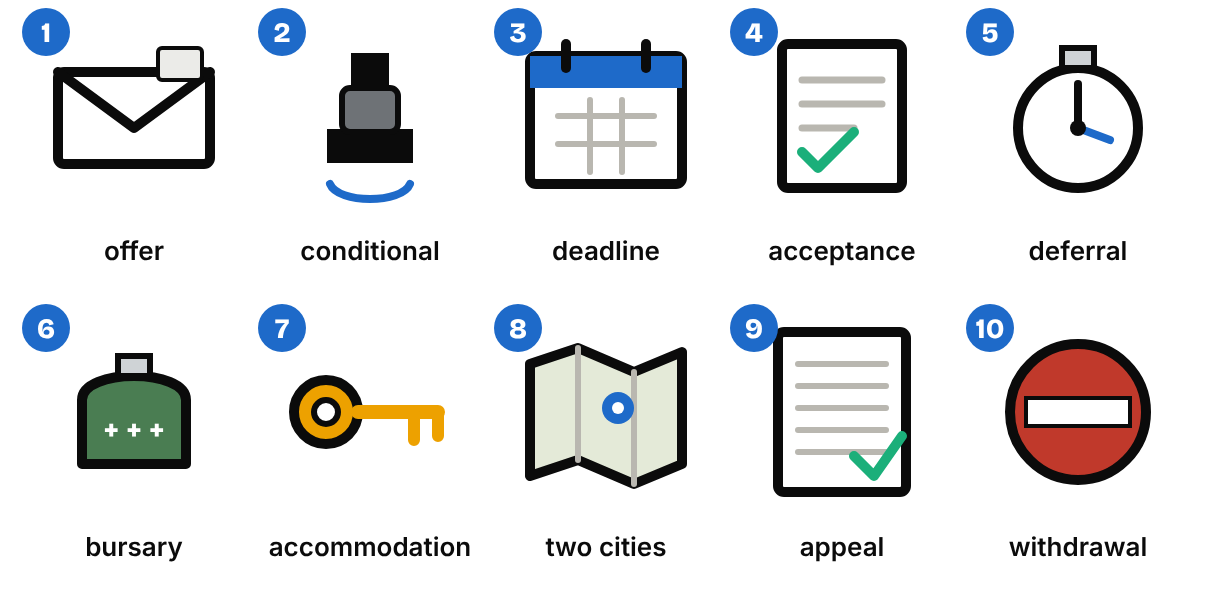 1 2 3 4 5
offer conditional deadline acceptance deferral
6 7 8 9 10
+++
bursary accommodation two cities appeal withdrawal